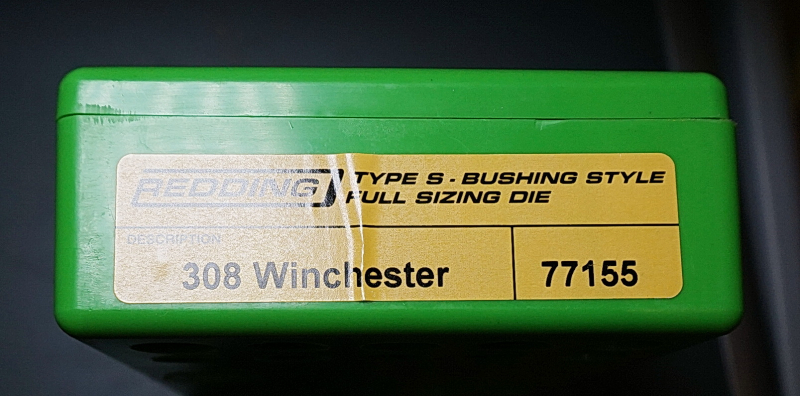 REDDING
TYPE S - BUSHING STYLE
FULL SIZING DIE
DESCRIPTION
308 Winchester
77155